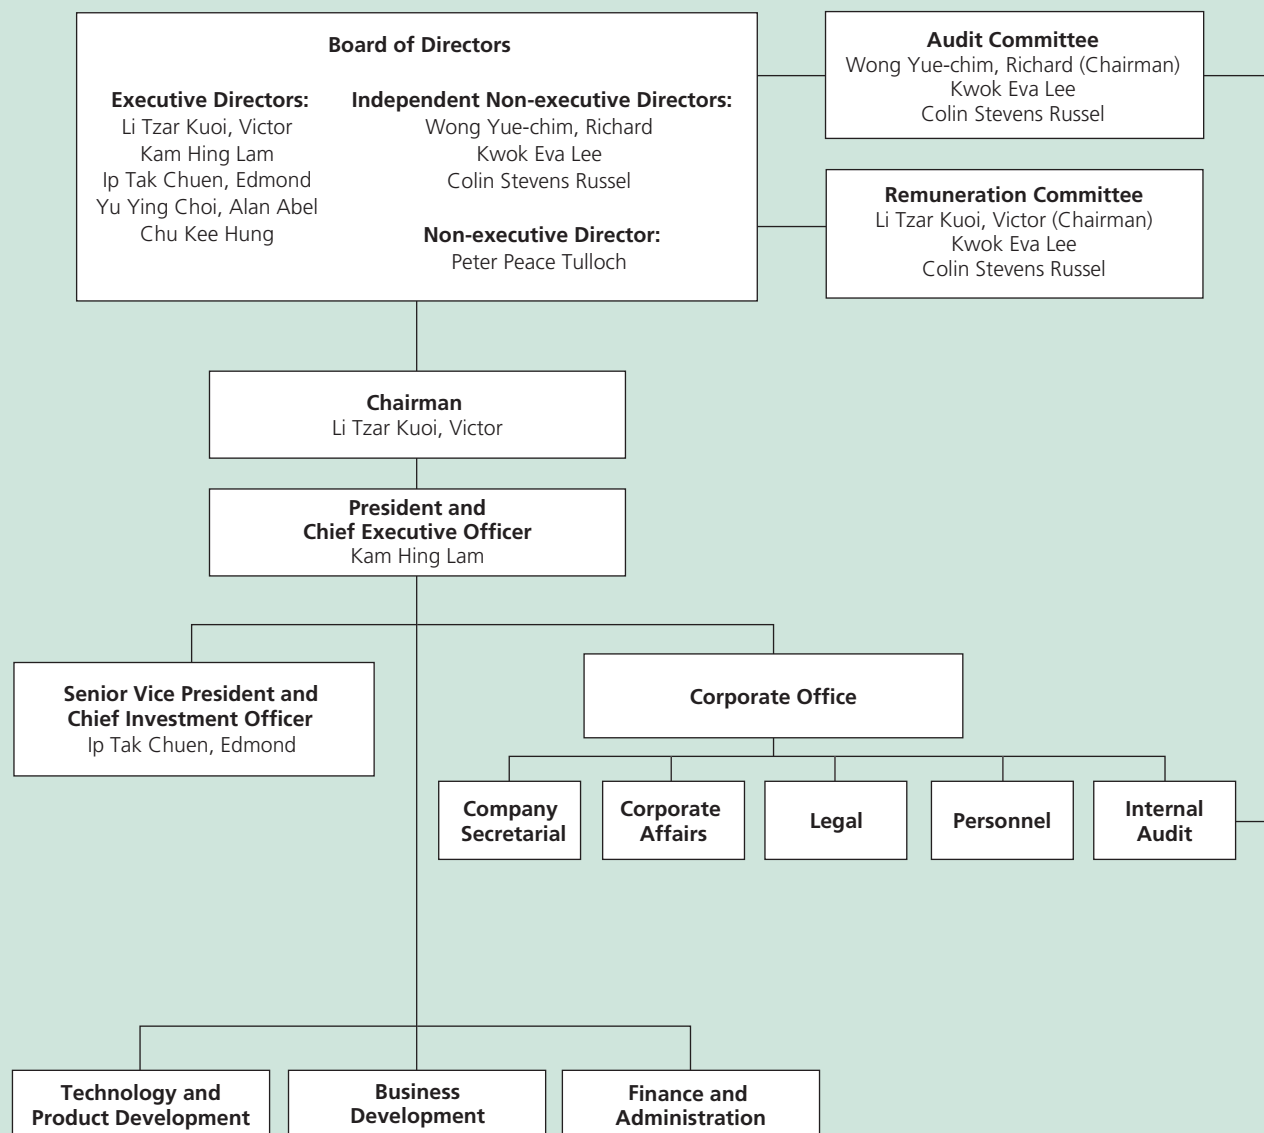 Board of Directors
Executive Directors:
Li Tzar Kuoi, Victor
Kam Hing Lam
Ip Tak Chuen, Edmond
Yu Ying Choi, Alan Abel
Chu Kee Hung
Independent Non-executive Directors:
Wong Yue-chim, Richard
Kwok Eva Lee
Colin Stevens Russel
Non-executive Director:
Peter Peace Tulloch
Audit Committee
Wong Yue-chim, Richard (Chairman)
Kwok Eva Lee
Colin Stevens Russel
Remuneration Committee
Li Tzar Kuoi, Victor (Chairman)
Kwok Eva Lee
Colin Stevens Russel
Chairman
Li Tzar Kuoi, Victor
President and
Chief Executive Officer
Kam Hing Lam
Senior Vice President and
Chief Investment Officer
Ip Tak Chuen, Edmond
Corporate Office
Company
Secretarial
Corporate
Affairs
Legal
Personnel
Internal
Audit
Technology and
Product Development
Business
Development
Finance and
Administration